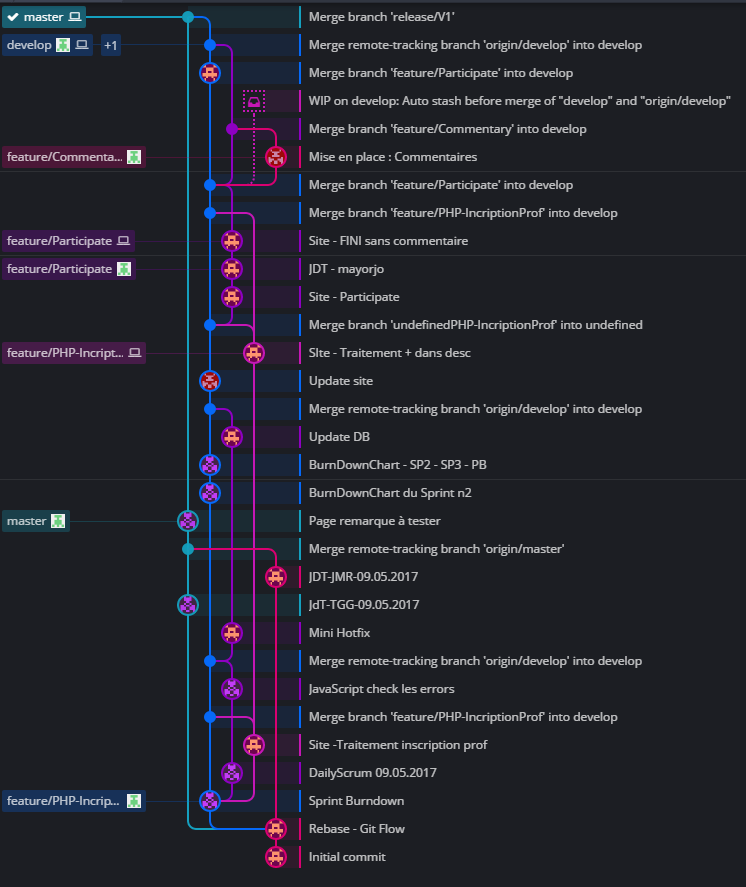 master Merge branch 'release/V1'
develop +1 Merge remote-tracking branch 'origin/develop' into develop
Merge branch 'feature/Participate' into develop
WIP on develop: Auto stash before merge of "develop" and "origin/develop"
Merge branch 'feature/Commentary' into develop
feature/Commenta... Mise en place : Commentaires
Merge branch 'feature/Participate' into develop
Merge branch 'feature/PHP-IncriptionProf' into develop
feature/Participate Site - FINI sans commentaire
feature/Participate JDT - mayorjo
Site - Participate
Merge branch 'undefinedPHP-IncriptionProf' into undefined
feature/PHP-Incript... SIte - Traitement + dans desc
Update site
Merge remote-tracking branch 'origin/develop' into develop
Update DB
BurnDownChart - SP2 - SP3 - PB
BurnDownChart du Sprint n2
master Page remarque à tester
Merge remote-tracking branch 'origin/master'
JDT-JMR-09.05.2017
JdT-TGG-09.05.2017
Mini Hotfix
Merge remote-tracking branch 'origin/develop' into develop
JavaScript check les errors
Merge branch 'feature/PHP-IncriptionProf' into develop
Site -Traitement inscription prof
DailyScrum 09.05.2017
feature/PHP-Incrip... Sprint Burndown
Rebase - Git Flow
Initial commit